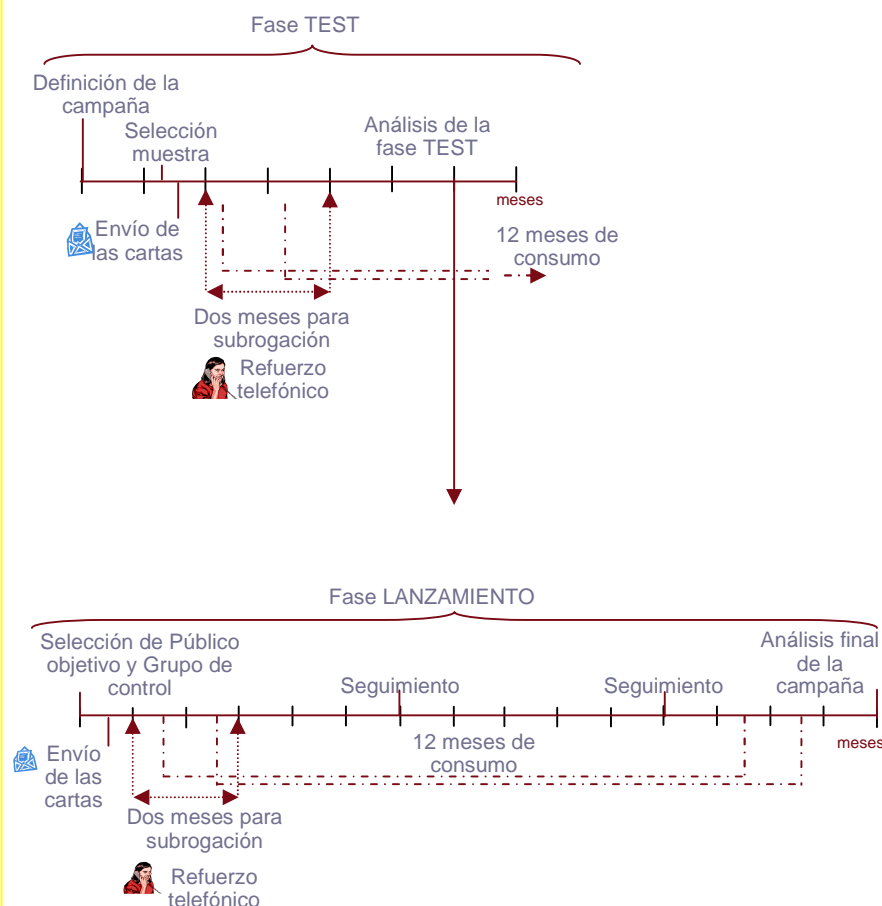 Fase TEST
Definición de la
campaña
Selección
muestra
Análisis de la
fase TEST
meses
Envío de
las cartas
12 meses de
consumo
Dos meses para
subrogación
Refuerzo
telefónico
Fase LANZAMIENTO
Selección de Público
objetivo y Grupo de
control
Seguimiento
Seguimiento
Análisis final
de la
campaña
meses
Envío
de las
cartas
12 meses de
consumo
Dos meses para
subrogación
Refuerzo
telefónico